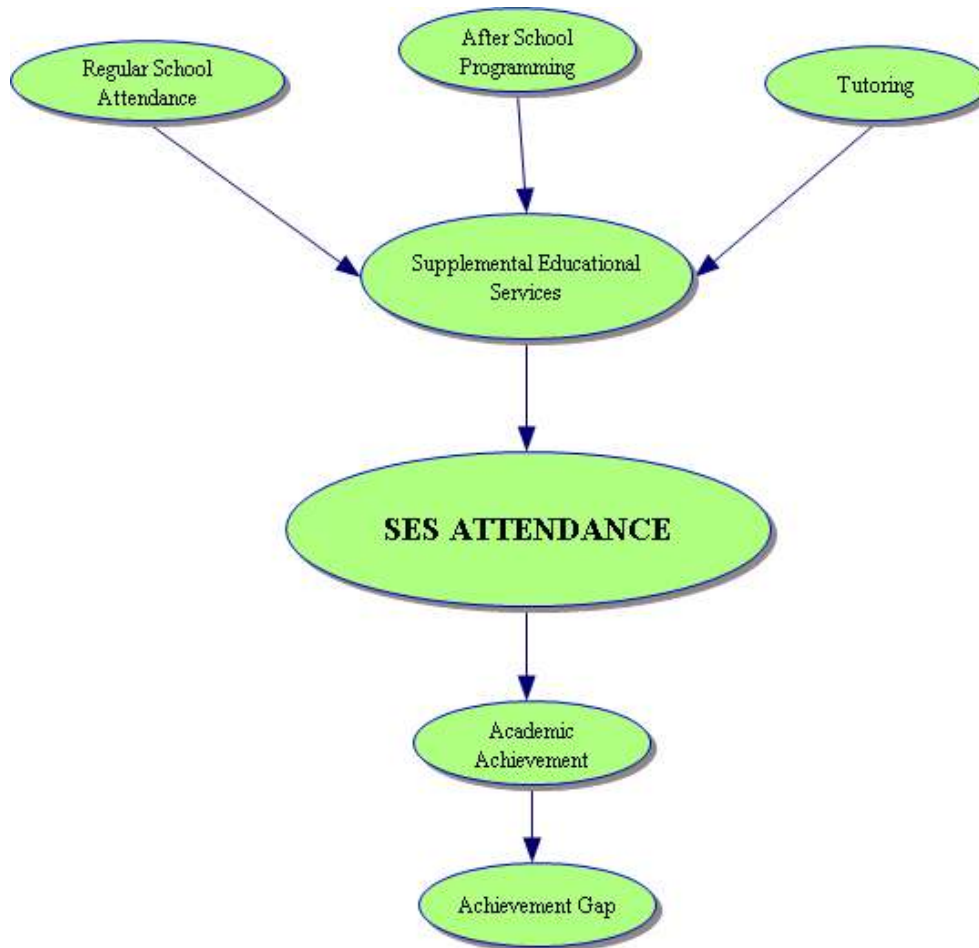 Regular School
Attendance
After School
Programming
Tutoring
Supplemental Educational
Services
SES ATTENDANCE
Academic
Achievement
Achievement Gap